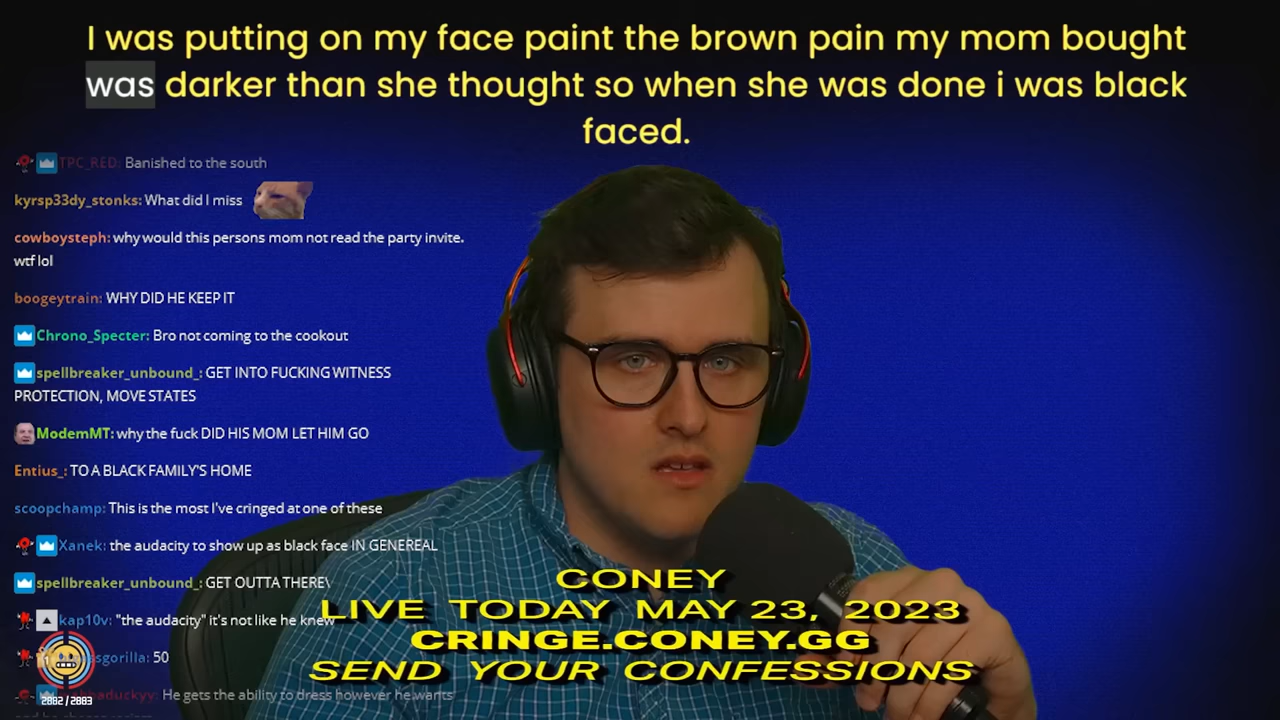 I was putting on my face paint the brown pain my mom bought
was darker than she thought so when she was done i was black
faced.
TPC_RED: Banished to the south
kyrsp33dy_stonks: What did I miss
cowboysteph: why would this persons mom not read the party invite.
wtf lol
boogeytrain: WHY DID HE KEEP IT
Chrono_Specter: Bro not coming to the cookout
spellbreaker_unbound_: GET INTO FUCKING WITNESS
PROTECTION, MOVE STATES
ModemMT: why the fuck DID HIS MOM LET HIM GO
Entius_: TO A BLACK FAMILY'S HOME
scoopchamp: This is the most I've cringed at one of these
Xanek: the audacity to show up as black face IN GENEREAL
spellbreaker_unbound_: GET OUTTA THERE\
kap10v: "the audacity" it's not like he knew
50
He gets the ability to dress however he wants
2882 / 2883
CONEY
LIVE TODAY MAY 23, 2023
CRINGE.CONEY.GG
SEND YOUR CONFESSIONS